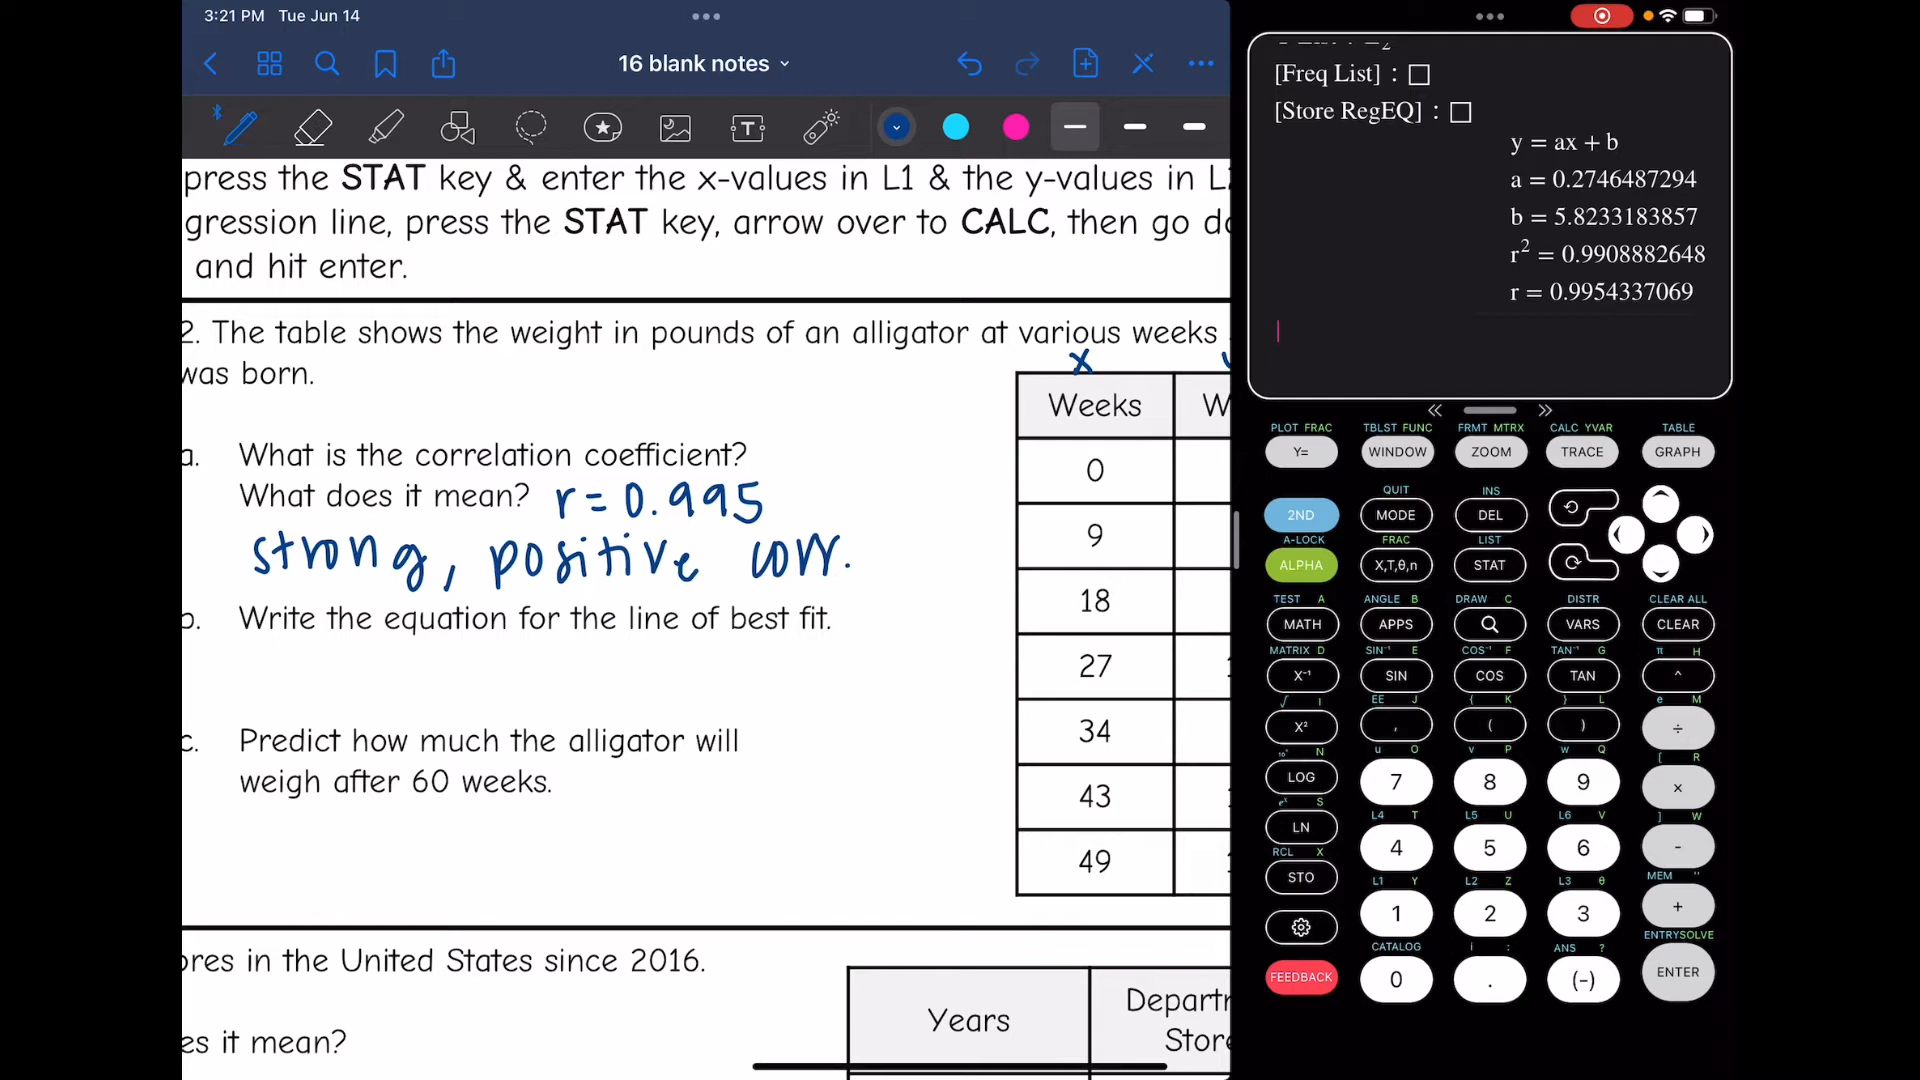 3:21 PM Tue Jun 14
16 blank notes
press the STAT key & enter the x-values in L1 & the y-values in
gression line, press the STAT key, arrow over to CALC, then go
and hit enter.
2. The table shows the weight in pounds of an alligator at various weeks
was born.
x
Weeks
0
9
18
27
34
43
49
a. What is the correlation coefficient?
What does it mean? r = 0.995
strong, positive corr.
b. Write the equation for the line of best fit.
c. Predict how much the alligator will
weigh after 60 weeks.
ores in the United States since 2016.
es it mean?
Years
Departr
Store
[Freq List] : □
[Store RegEQ] : □
y = ax + b
a = 0.2746487294
b = 5.8233183857
r² = 0.9908882648
r = 0.9954337069
PLOT FRAC TBLST FUNC FRMT MTRX CALC YVAR TABLE
Y= WINDOW ZOOM TRACE GRAPH
QUIT INS
2ND MODE DEL
A-LOCK FRAC LIST
ALPHA X,T,θ,n STAT
TEST A ANGLE B DRAW C DISTR CLEAR ALL
MATH APPS VARS CLEAR
MATRIX D SIN⁻¹ E COS⁻¹ F TAN⁻¹ G π H
X⁻¹ SIN COS TAN ^
√ I EE J { K } L e M
X² , ( ) ÷
10ˣ N u O v P w Q [ R
LOG 7 8 9 ×
eˣ S L4 T L5 U L6 V ] W
LN 4 5 6 -
RCL X L1 Y L2 Z L3 θ MEM "
STO 1 2 3 +
CATALOG i : ANS ? ENTRY SOLVE
FEEDBACK 0 . (-) ENTER